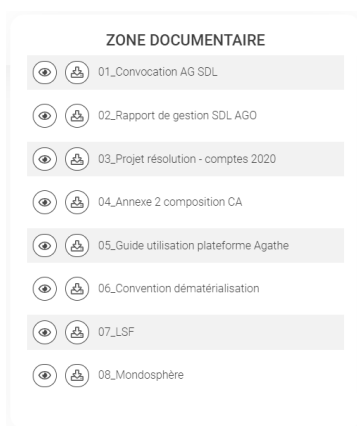 ZONE DOCUMENTAIRE
01_Convocation AG SDL
02_Rapport de gestion SDL AGO
03_Projet résolution - comptes 2020
04_Annexe 2 composition CA
05_Guide utilisation plateforme Agathe
06_Convention dématérialisation
07_LSF
08_Mondosphère